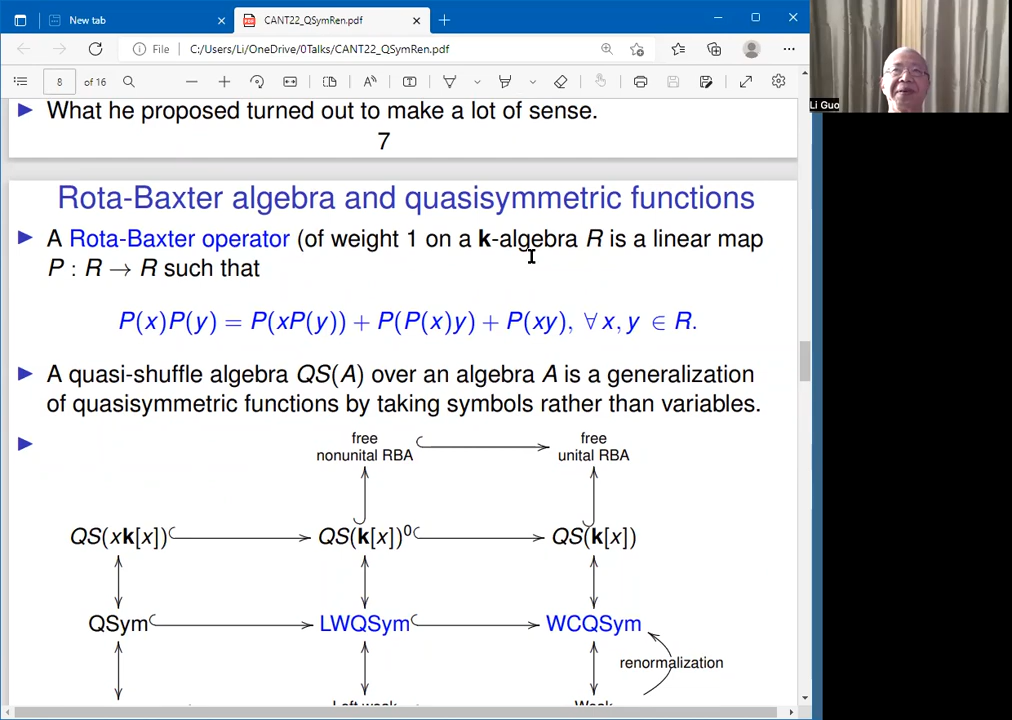 New tab
CANT22_QSymRen.pdf
File
C:/Users/Li/OneDrive/0Talks/CANT22_QSymRen.pdf
8 of 16
Li Guo
What he proposed turned out to make a lot of sense.
7
Rota-Baxter algebra and quasisymmetric functions
A Rota-Baxter operator (of weight 1 on a k-algebra R is a linear map
P : R → R such that
P(x)P(y) = P(xP(y)) + P(P(x)y) + P(xy), ∀ x, y ∈ R.
A quasi-shuffle algebra QS(A) over an algebra A is a generalization
of quasisymmetric functions by taking symbols rather than variables.
free free
nonunital RBA unital RBA
QS(xk[x]) QS(k[x])⁰ QS(k[x])
QSym LWQSym WCQSym
renormalization
Left weak Weak